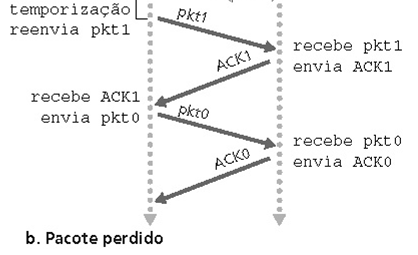 temporização
reenvia pkt1
pkt1
recebe pkt1
envia ACK1
ACK1
recebe ACK1
envia pkt0
pkt0
recebe pkt0
envia ACK0
ACK0
b. Pacote perdido